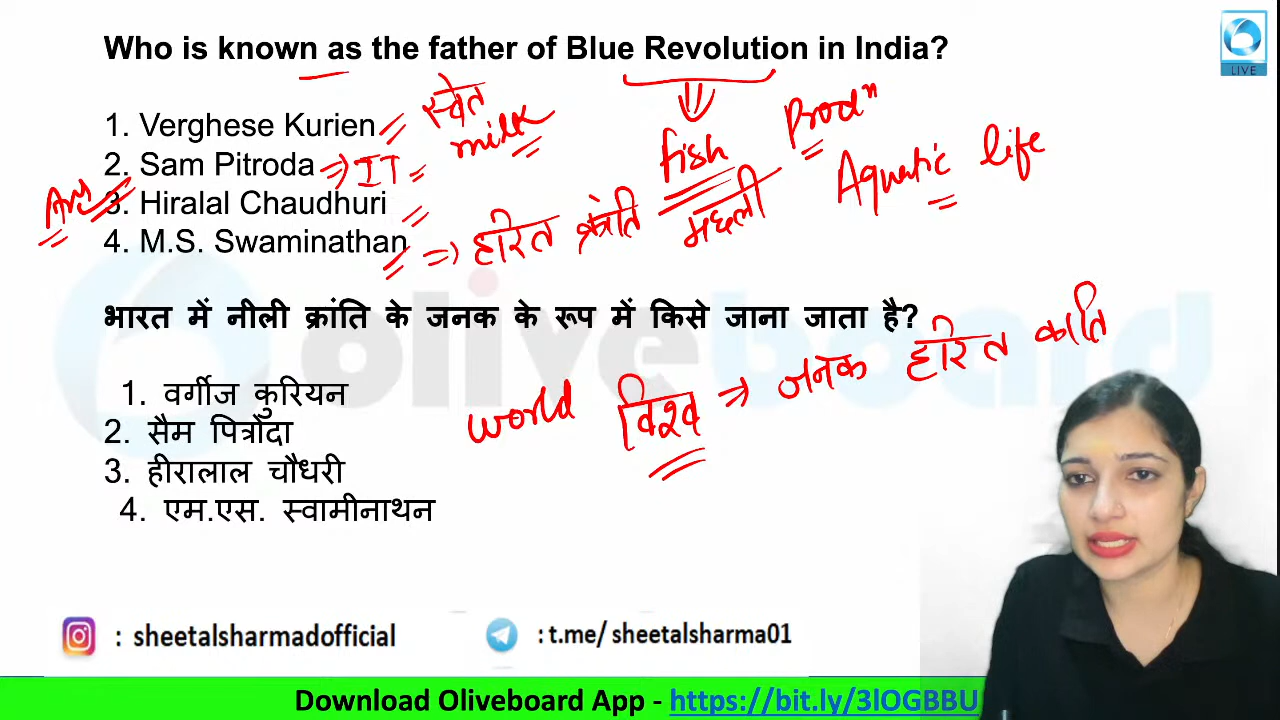 Who is known as the father of Blue Revolution in India?
1. Verghese Kurien
स्वेत
milk
2. Sam Pitroda
IT
3. Hiralal Chaudhuri
Ans
4. M.S. Swaminathan
हरित क्रांति
fish
मछली
Prodⁿ
Aquatic life
LIVE
भारत में नीली क्रांति के जनक के रूप में किसे जाना जाता है?
1. वर्गीज कुरियन
2. सैम पित्रोदा
3. हीरालाल चौधरी
4. एम.एस. स्वामीनाथन
world विश्व ⇒ जनक हरित क्रांति
oliveboard
: sheetalsharmadofficial
: t.me/ sheetalsharma01
Download Oliveboard App - https://bit.ly/3lOGBBU